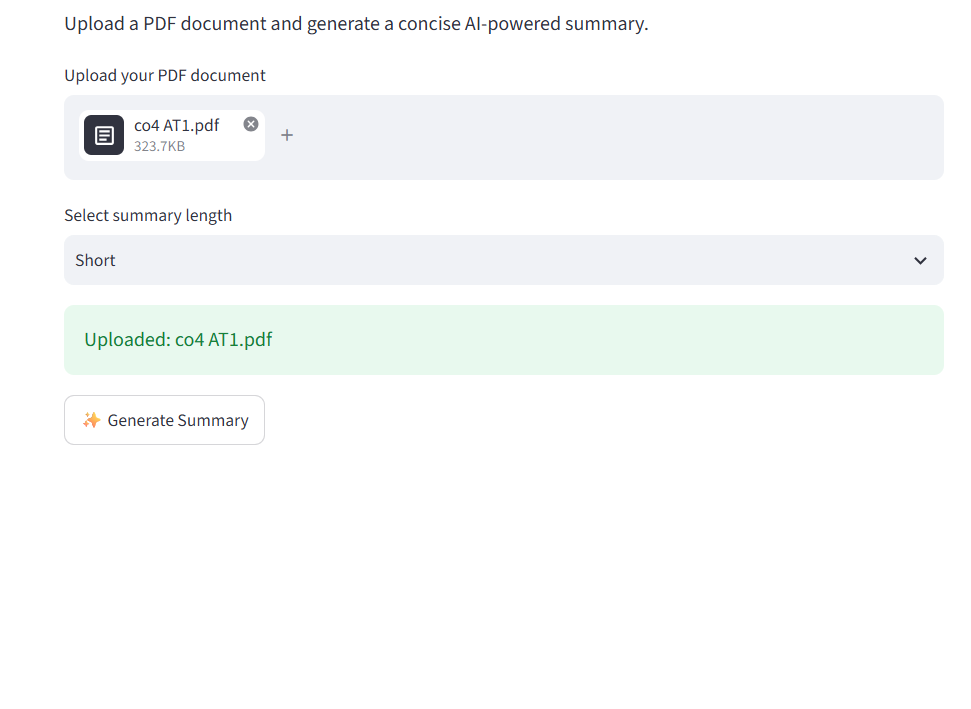 Upload a PDF document and generate a concise AI-powered summary.
Upload your PDF document
co4 AT1.pdf
323.7KB
+
Select summary length
Short
Uploaded: co4 AT1.pdf
✨ Generate Summary